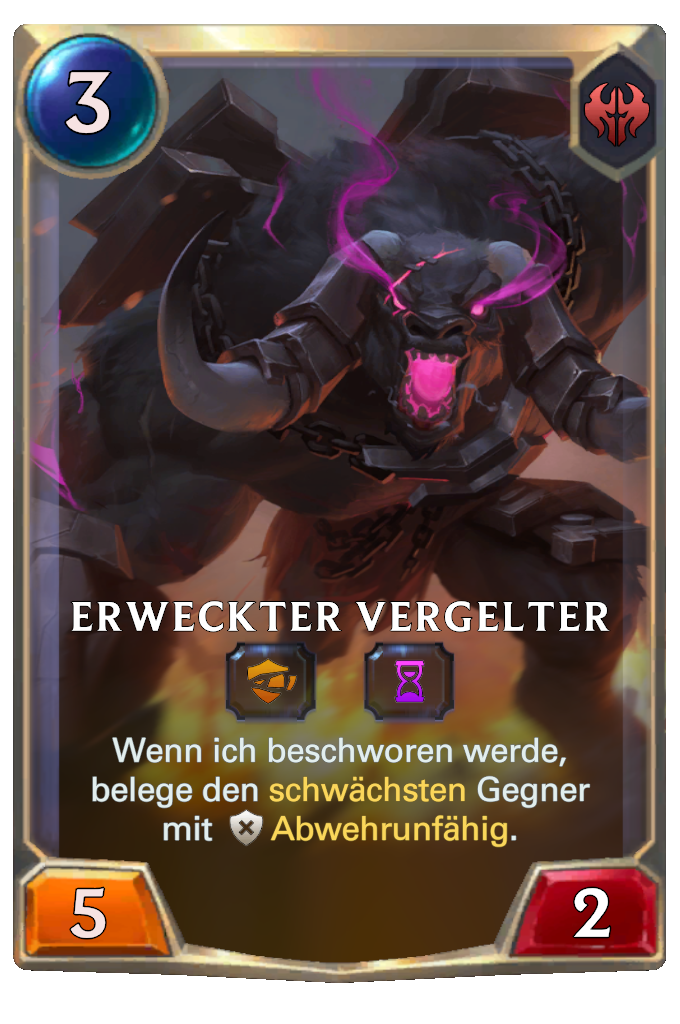 3
ERWECKTER VERGELTER
Wenn ich beschworen werde,
belege den schwächsten Gegner
mit Abwehrunfähig.
5
2